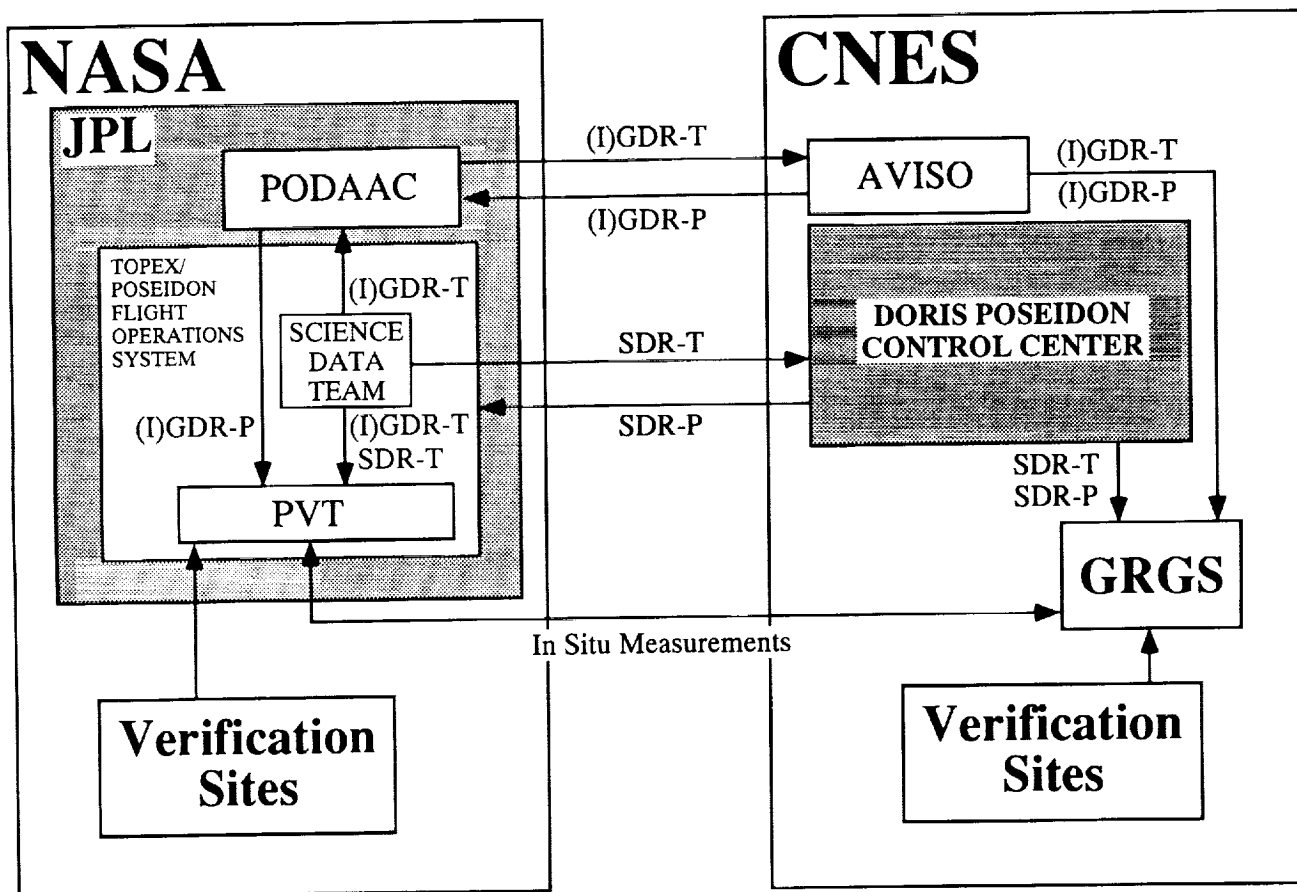 NASA
JPL
PODAAC
TOPEX/
POSEIDON
FLIGHT
OPERATIONS
SYSTEM
(I)GDR-T
SCIENCE
DATA
TEAM
(I)GDR-P
(I)GDR-T
SDR-T
PVT
Verification
Sites
(I)GDR-T
(I)GDR-P
SDR-T
SDR-P
In Situ Measurements
CNES
AVISO
(I)GDR-T
(I)GDR-P
DORIS POSEIDON
CONTROL CENTER
SDR-T
SDR-P
GRGS
Verification
Sites